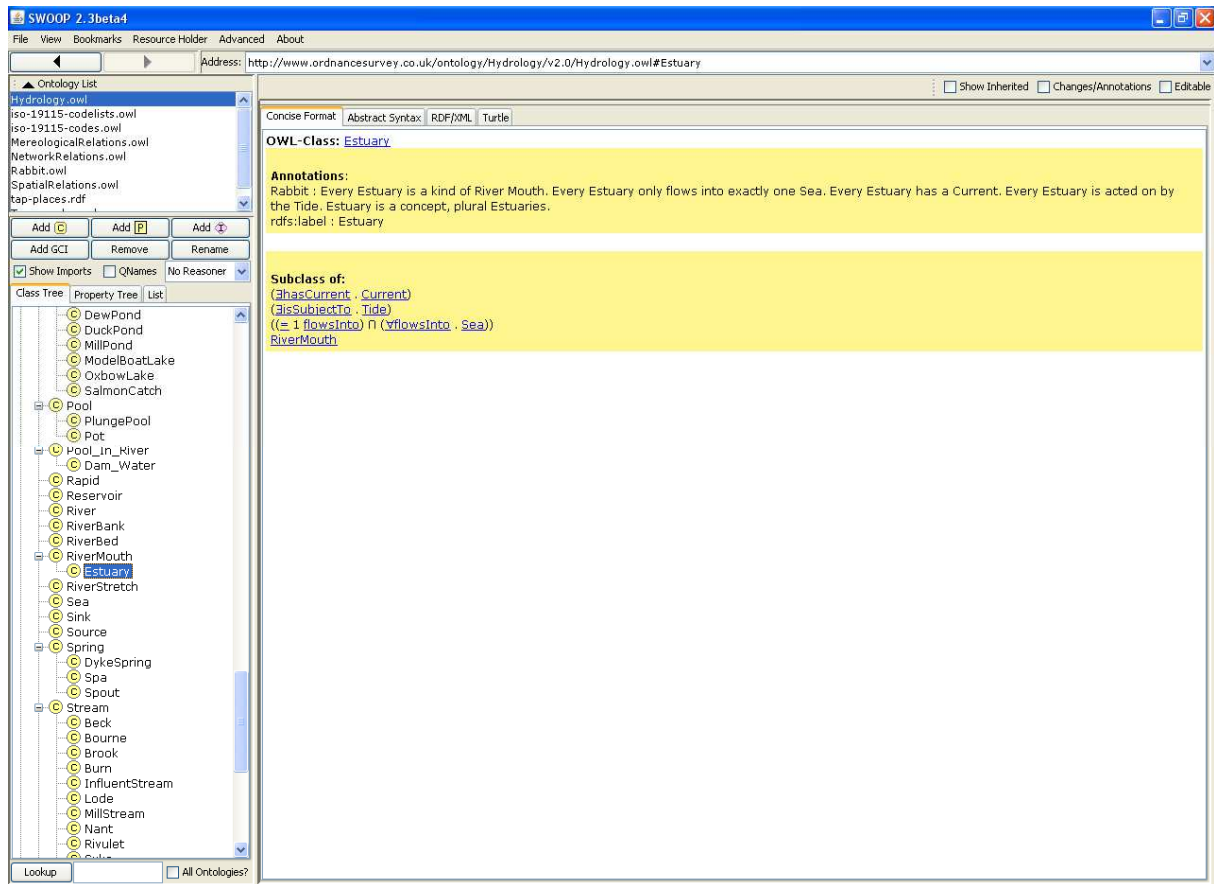 SWOOP 2.3beta4
File View Bookmarks Resource Holder Advanced About
Address: http://www.ordnancesurvey.co.uk/ontology/Hydrology/v2.0/Hydrology.owl#Estuary
Ontology List
Hydrology.owl
iso-19115-codelists.owl
iso-19115-codes.owl
MereologicalRelations.owl
NetworkRelations.owl
Rabbit.owl
SpatialRelations.owl
tap-places.rdf
Add C Add P Add I
Add GCI Remove Rename
Show Imports QNames No Reasoner
Class Tree Property Tree List
C DewPond
C DuckPond
C MillPond
C ModelBoatLake
C OxbowLake
C SalmonCatch
C Pool
C PlungePool
C Pot
C Pool_In_River
C Dam_Water
C Rapid
C Reservoir
C River
C RiverBank
C RiverBed
C RiverMouth
C Estuary
C RiverStretch
C Sea
C Sink
C Source
C Spring
C DykeSpring
C Spa
C Spout
C Stream
C Beck
C Bourne
C Brook
C Burn
C InfluentStream
C Lode
C MillStream
C Nant
C Rivulet
Lookup All Ontologies?
Show Inherited Changes/Annotations Editable
Concise Format Abstract Syntax RDF/XML Turtle
OWL-Class: Estuary
Annotations:
Rabbit : Every Estuary is a kind of River Mouth. Every Estuary only flows into exactly one Sea. Every Estuary has a Current. Every Estuary is acted on by
the Tide. Estuary is a concept, plural Estuaries.
rdfs:label : Estuary
Subclass of:
(∃hasCurrent . Current)
(∃isSubjectTo . Tide)
((= 1 flowsInto) ∩ (∀flowsInto . Sea))
RiverMouth